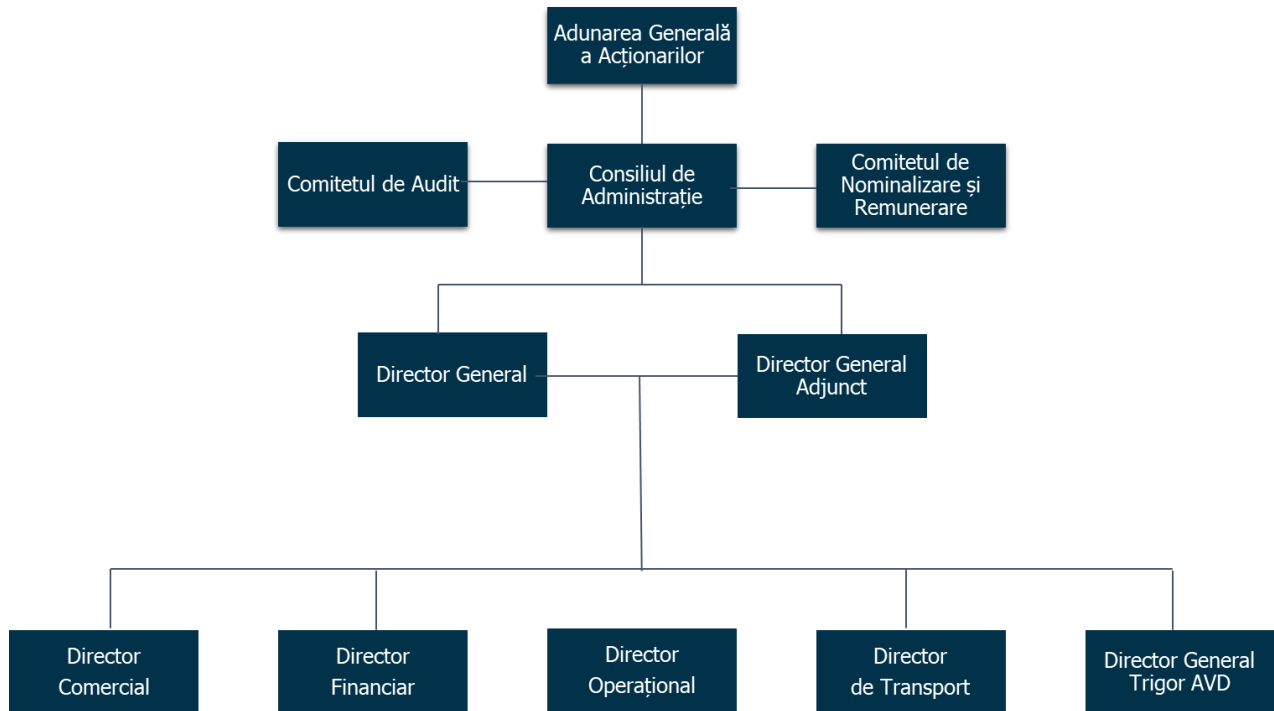 Adunarea Generală
a Acționarilor
Comitetul de Audit
Consiliul de
Administrație
Comitetul de
Nominalizare și
Remunerare
Director General
Director General
Adjunct
Director
Comercial
Director
Financiar
Director
Operațional
Director
de Transport
Director General
Trigor AVD